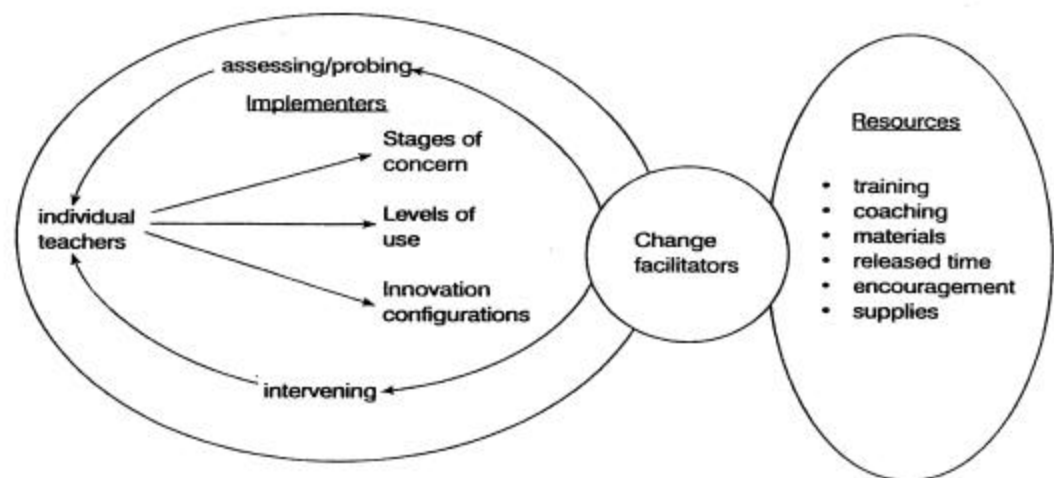 assessing/probing
Implementers
Stages of
concern
individual
teachers
Levels of
use
Innovation
configurations
intervening
Change
facilitators
Resources
• training
• coaching
• materials
• released time
• encouragement
• supplies